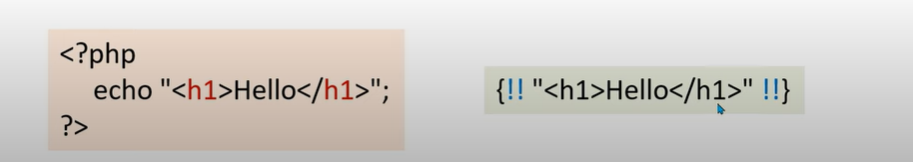 <?php
echo "<h1>Hello</h1>";
?>
{!! "<h1>Hello</h1>" !!}